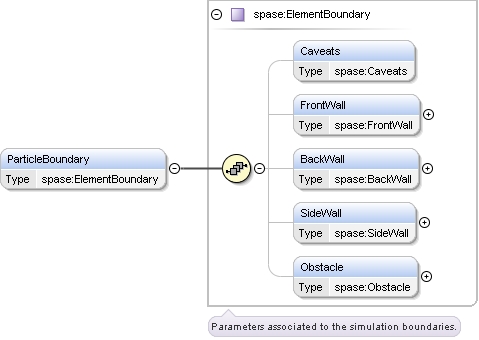 spase:ElementBoundary
Caveats
Type spase:Caveats
FrontWall
Type spase:FrontWall
ParticleBoundary
Type spase:ElementBoundary
BackWall
Type spase:BackWall
SideWall
Type spase:SideWall
Obstacle
Type spase:Obstacle
Parameters associated to the simulation boundaries.